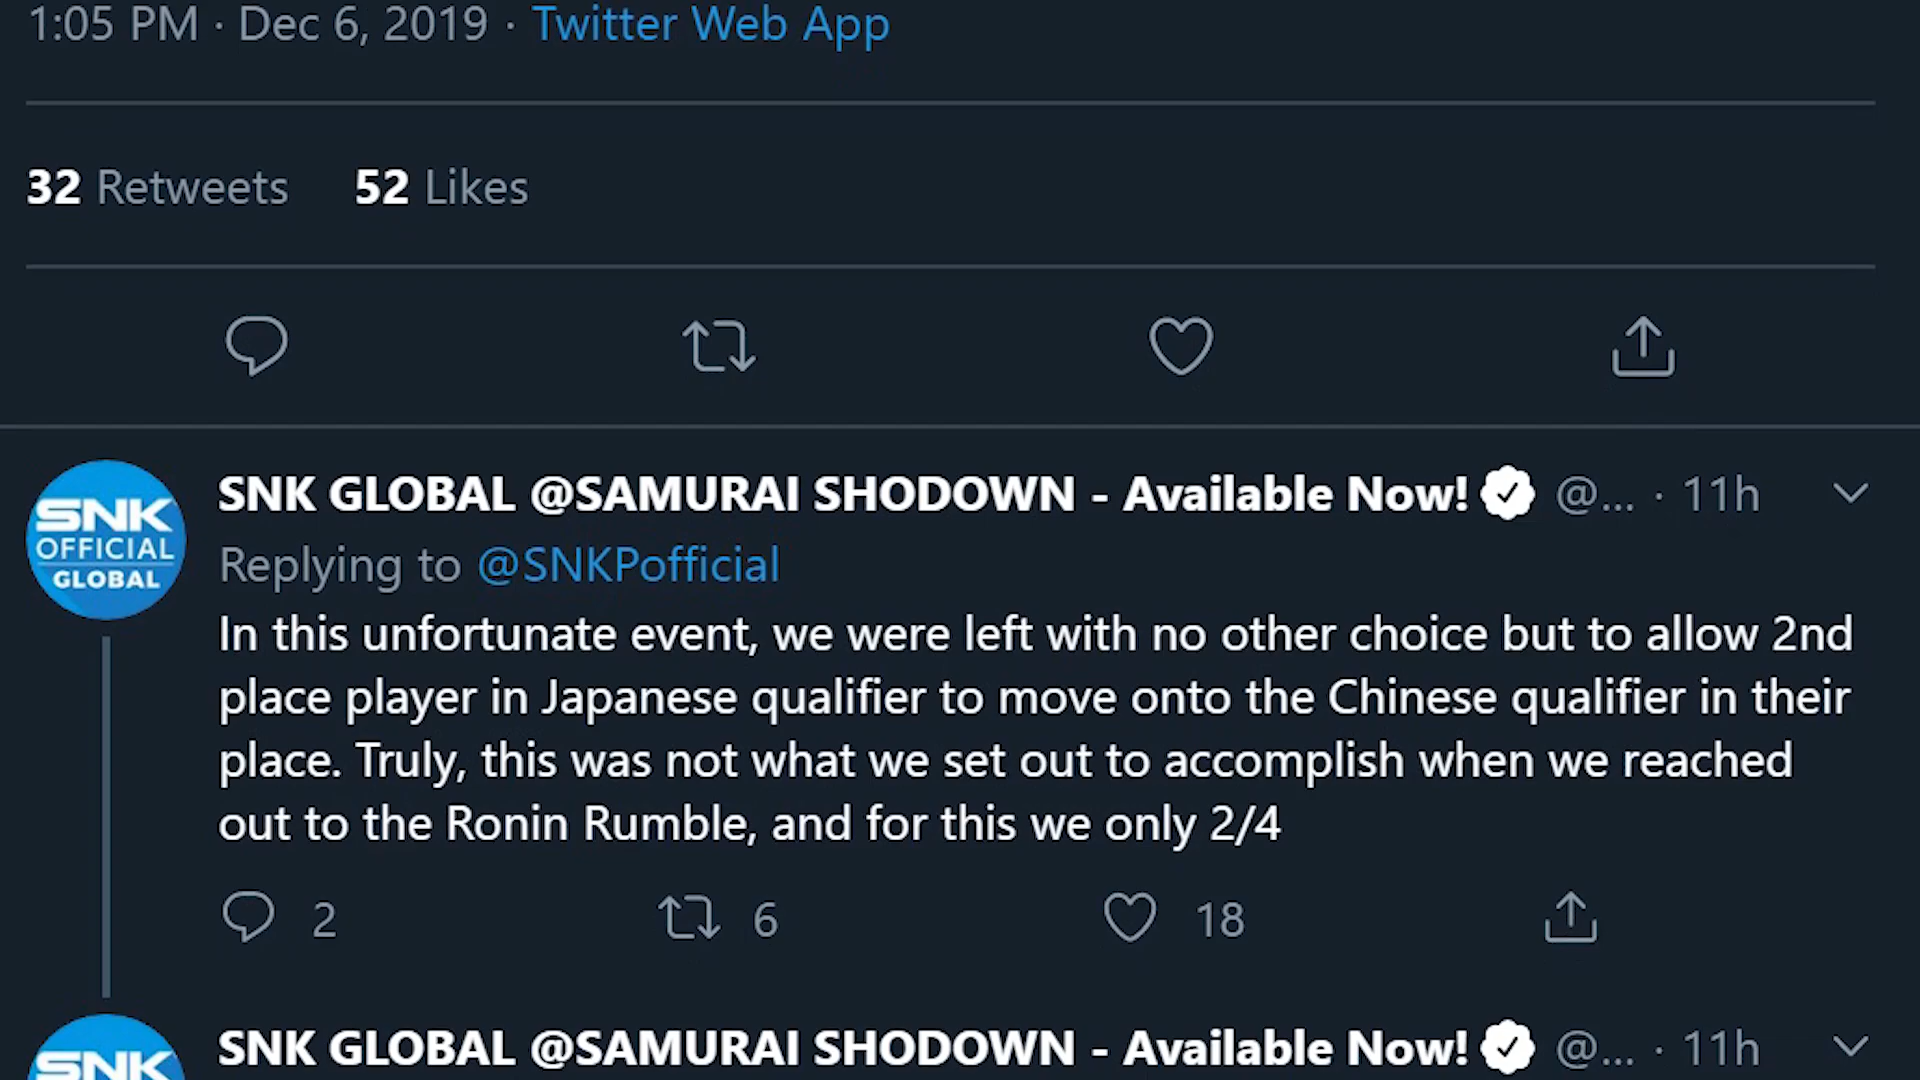 1:05 PM · Dec 6, 2019 · Twitter Web App
32 Retweets 52 Likes
SNK
OFFICIAL
GLOBAL
SNK GLOBAL @SAMURAI SHODOWN - Available Now! @... · 11h
Replying to @SNKPofficial
In this unfortunate event, we were left with no other choice but to allow 2nd
place player in Japanese qualifier to move onto the Chinese qualifier in their
place. Truly, this was not what we set out to accomplish when we reached
out to the Ronin Rumble, and for this we only 2/4
2 6 18
SNK
SNK GLOBAL @SAMURAI SHODOWN - Available Now! @... · 11h